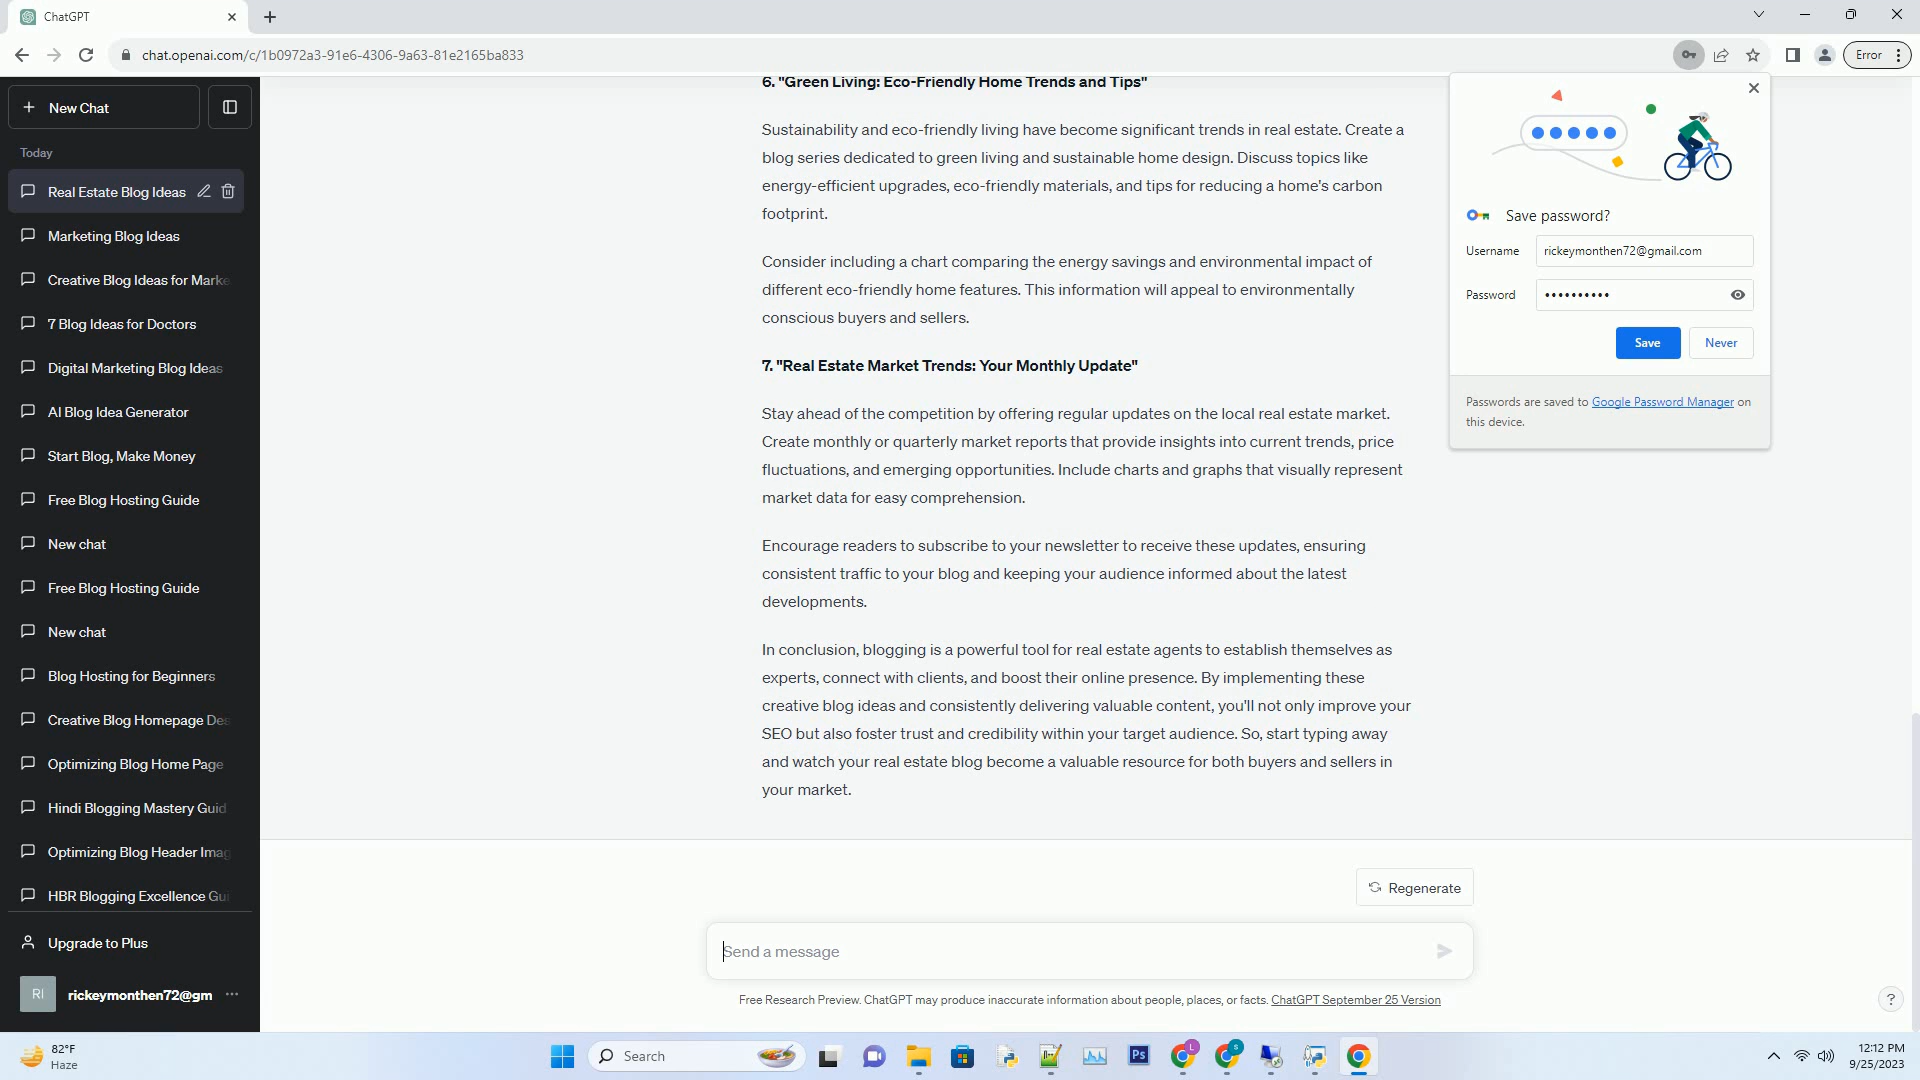 ChatGPT
chat.openai.com/c/1b0972a3-91e6-4306-9a63-81e2165ba833
Error
New Chat
Today
Real Estate Blog Ideas
Marketing Blog Ideas
Creative Blog Ideas for Marke
7 Blog Ideas for Doctors
Digital Marketing Blog Ideas
AI Blog Idea Generator
Start Blog, Make Money
Free Blog Hosting Guide
New chat
Free Blog Hosting Guide
New chat
Blog Hosting for Beginners
Creative Blog Homepage Des
Optimizing Blog Home Page
Hindi Blogging Mastery Guid
Optimizing Blog Header Imag
HBR Blogging Excellence Gui
Upgrade to Plus
RI
rickeymonthen72@gm
6. "Green Living: Eco-Friendly Home Trends and Tips"
Sustainability and eco-friendly living have become significant trends in real estate. Create a
blog series dedicated to green living and sustainable home design. Discuss topics like
energy-efficient upgrades, eco-friendly materials, and tips for reducing a home's carbon
footprint.
Consider including a chart comparing the energy savings and environmental impact of
different eco-friendly home features. This information will appeal to environmentally
conscious buyers and sellers.
7. "Real Estate Market Trends: Your Monthly Update"
Stay ahead of the competition by offering regular updates on the local real estate market.
Create monthly or quarterly market reports that provide insights into current trends, price
fluctuations, and emerging opportunities. Include charts and graphs that visually represent
market data for easy comprehension.
Encourage readers to subscribe to your newsletter to receive these updates, ensuring
consistent traffic to your blog and keeping your audience informed about the latest
developments.
In conclusion, blogging is a powerful tool for real estate agents to establish themselves as
experts, connect with clients, and boost their online presence. By implementing these
creative blog ideas and consistently delivering valuable content, you'll not only improve your
SEO but also foster trust and credibility within your target audience. So, start typing away
and watch your real estate blog become a valuable resource for both buyers and sellers in
your market.
Regenerate
Send a message
Free Research Preview. ChatGPT may produce inaccurate information about people, places, or facts. ChatGPT September 25 Version
?
Save password?
Username rickeymonthen72@gmail.com
Password ••••••••••
Save Never
Passwords are saved to Google Password Manager on
this device.
82°F
Haze
Search
Ps
L
S
12:12 PM
9/25/2023